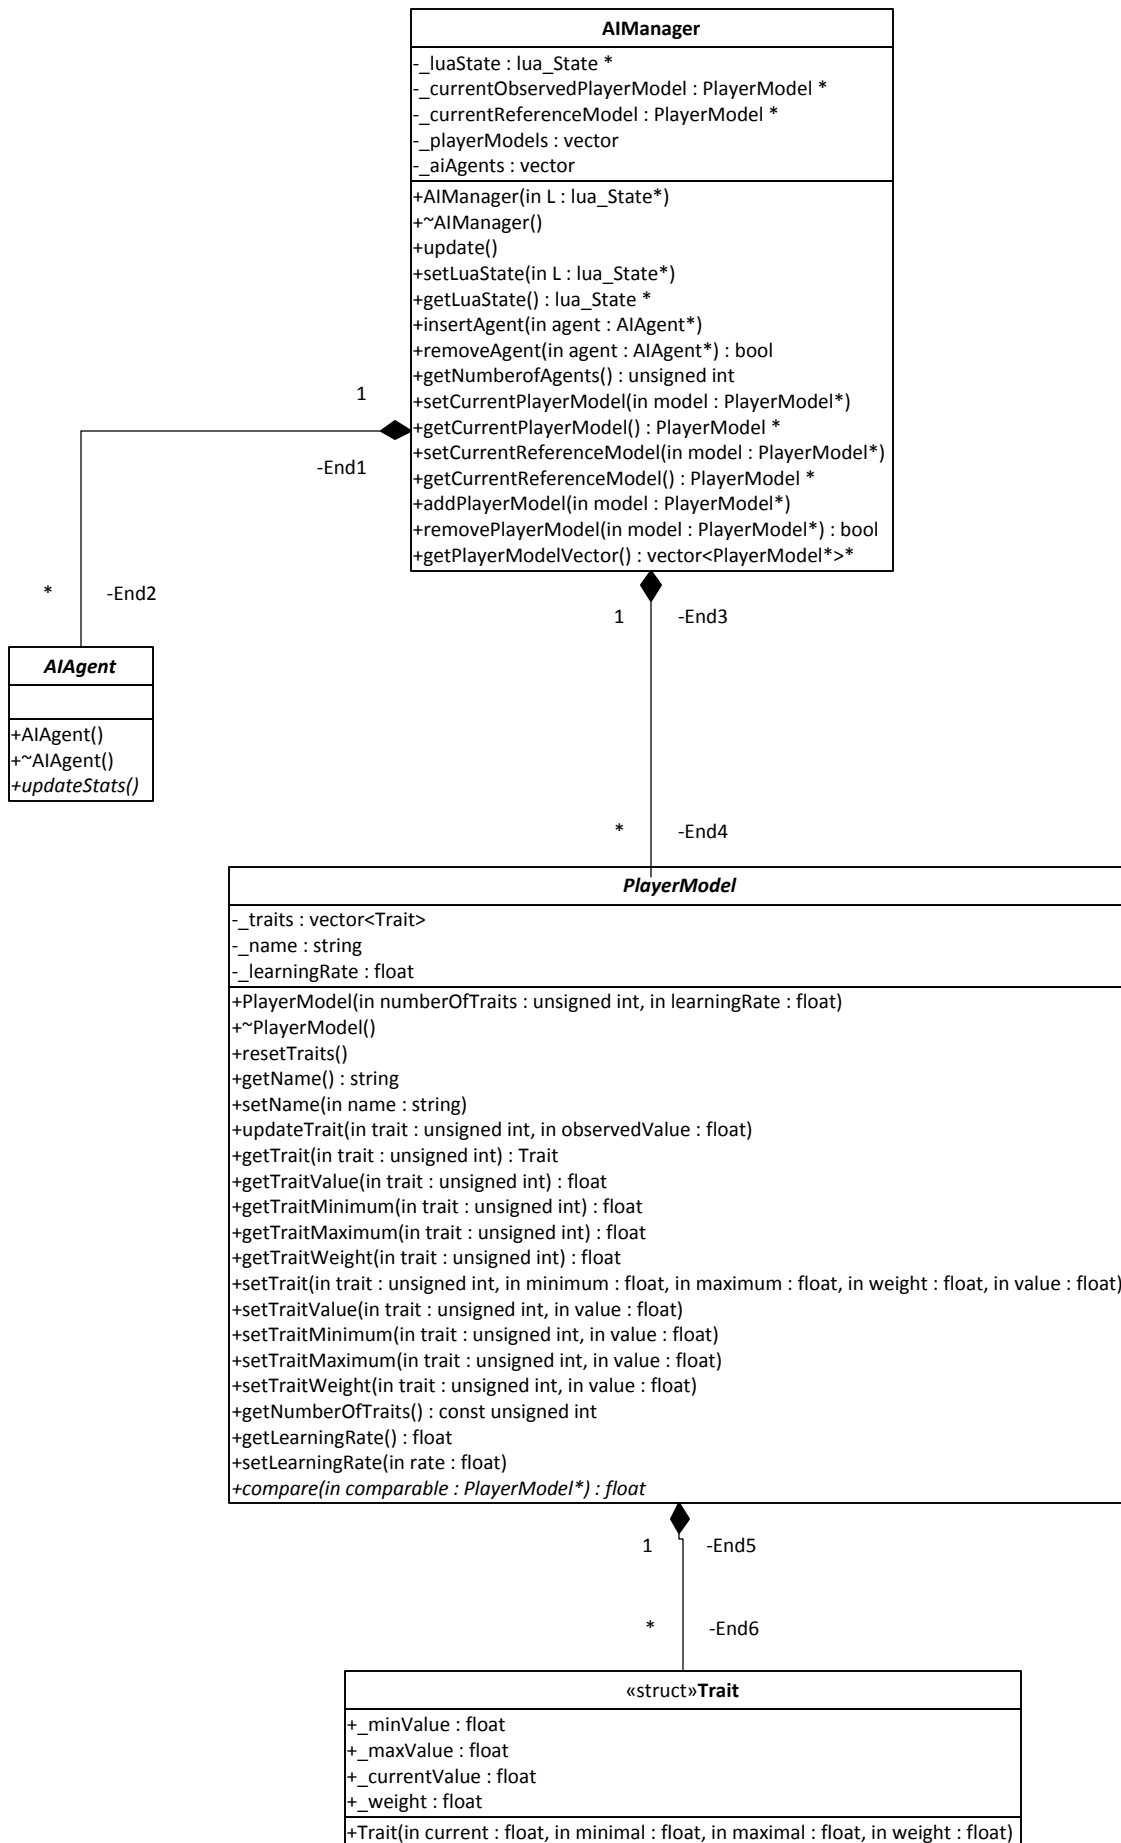 AIManager
-_luaState : lua_State *
-_currentObservedPlayerModel : PlayerModel *
-_currentReferenceModel : PlayerModel *
-_playerModels : vector
-_aiAgents : vector
+AIManager(in L : lua_State*)
+~AIManager()
+update()
+setLuaState(in L : lua_State*)
+getLuaState() : lua_State *
+insertAgent(in agent : AIAgent*)
+removeAgent(in agent : AIAgent*) : bool
+getNumberofAgents() : unsigned int
+setCurrentPlayerModel(in model : PlayerModel*)
+getCurrentPlayerModel() : PlayerModel *
+setCurrentReferenceModel(in model : PlayerModel*)
+getCurrentReferenceModel() : PlayerModel *
+addPlayerModel(in model : PlayerModel*)
+removePlayerModel(in model : PlayerModel*) : bool
+getPlayerModelVector() : vector<PlayerModel*>*
1
-End1
* -End2
AIAgent
+AIAgent()
+~AIAgent()
+updateStats()
1 -End3
* -End4
PlayerModel
-_traits : vector<Trait>
-_name : string
-_learningRate : float
+PlayerModel(in numberOfTraits : unsigned int, in learningRate : float)
+~PlayerModel()
+resetTraits()
+getName() : string
+setName(in name : string)
+updateTrait(in trait : unsigned int, in observedValue : float)
+getTrait(in trait : unsigned int) : Trait
+getTraitValue(in trait : unsigned int) : float
+getTraitMinimum(in trait : unsigned int) : float
+getTraitMaximum(in trait : unsigned int) : float
+getTraitWeight(in trait : unsigned int) : float
+setTrait(in trait : unsigned int, in minimum : float, in maximum : float, in weight : float, in value : float)
+setTraitValue(in trait : unsigned int, in value : float)
+setTraitMinimum(in trait : unsigned int, in value : float)
+setTraitMaximum(in trait : unsigned int, in value : float)
+setTraitWeight(in trait : unsigned int, in value : float)
+getNumberOfTraits() : const unsigned int
+getLearningRate() : float
+setLearningRate(in rate : float)
+compare(in comparable : PlayerModel*) : float
1 -End5
* -End6
«struct»Trait
+_minValue : float
+_maxValue : float
+_currentValue : float
+_weight : float
+Trait(in current : float, in minimal : float, in maximal : float, in weight : float)